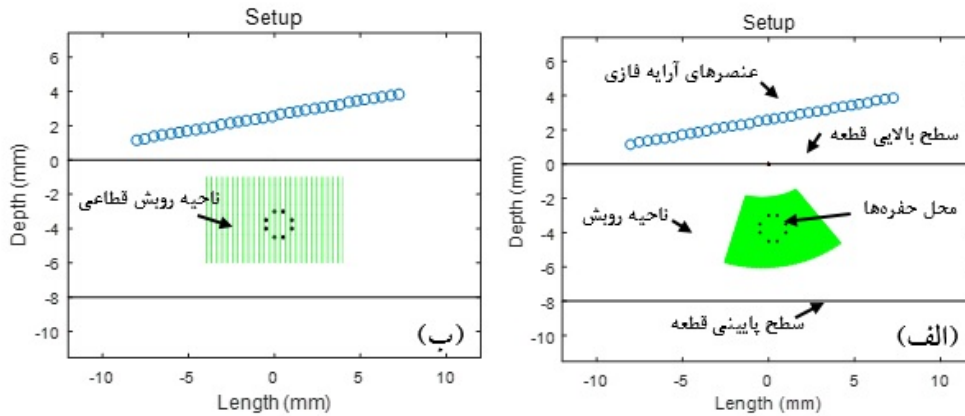 Setup
6
4
2
0
-2
-4
-6
-8
-10
Depth (mm)
-10
-5
0
5
10
Length (mm)
ناحیه روبش قطاعی
(ب)
Setup
6
4
2
0
-2
-4
-6
-8
-10
Depth (mm)
-10
-5
0
5
10
Length (mm)
عنصرهای آرایه فازی
سطح بالایی قطعه
ناحیه روبش
محل حفره‌ها
سطح پایینی قطعه
(الف)